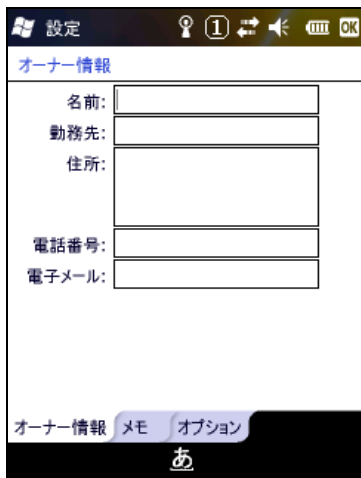 設定 1 OK
オーナー情報
名前:
勤務先:
住所:
電話番号:
電子メール:
オーナー情報 メモ オプション
あ